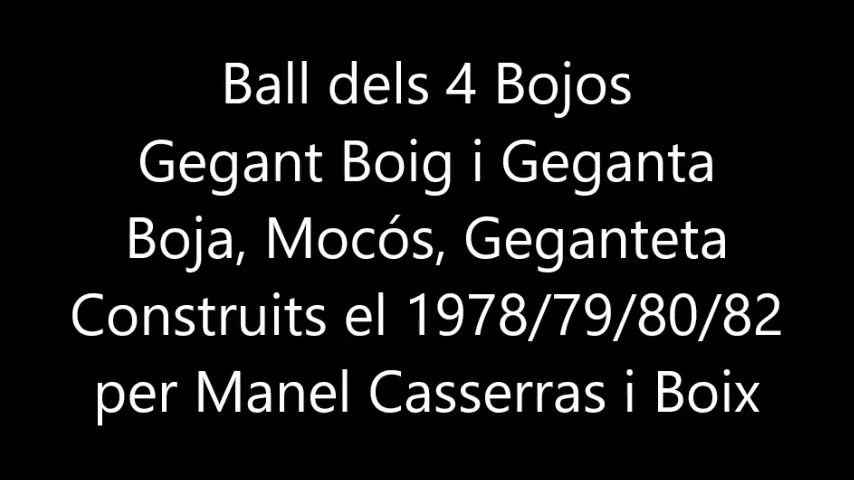 Ball dels 4 Bojos
Gegant Boig i Geganta
Boja, Mocós, Geganteta
Construits el 1978/79/80/82
per Manel Casserras i Boix